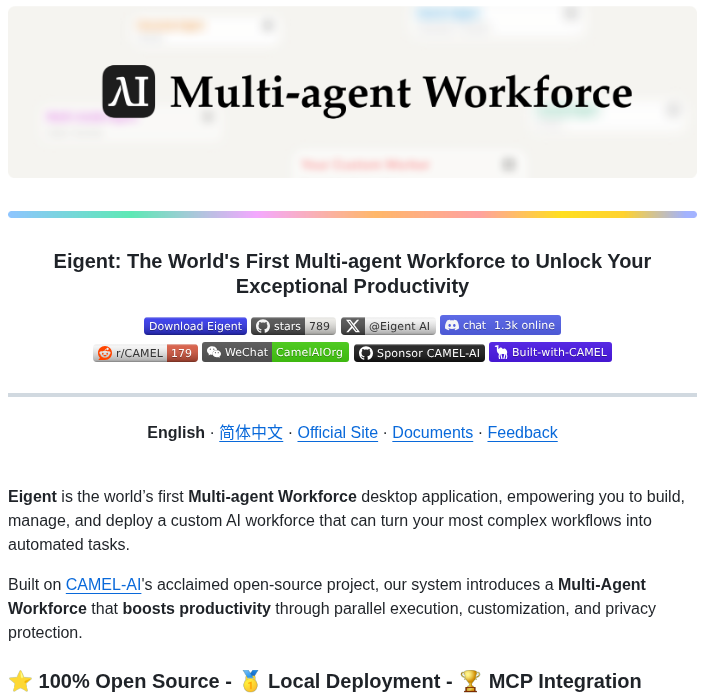 AI Multi-agent Workforce
Your Custom Worker
Eigent: The World's First Multi-agent Workforce to Unlock Your
Exceptional Productivity
Download Eigent stars 789 @Eigent AI chat 1.3k online
r/CAMEL 179 WeChat CamelAIOrg Sponsor CAMEL-AI Built-with-CAMEL
English · 简体中文 · Official Site · Documents · Feedback
Eigent is the world’s first Multi-agent Workforce desktop application, empowering you to build,
manage, and deploy a custom AI workforce that can turn your most complex workflows into
automated tasks.
Built on CAMEL-AI's acclaimed open-source project, our system introduces a Multi-Agent
Workforce that boosts productivity through parallel execution, customization, and privacy
protection.
⭐ 100% Open Source - 🥇 Local Deployment - 🏆 MCP Integration